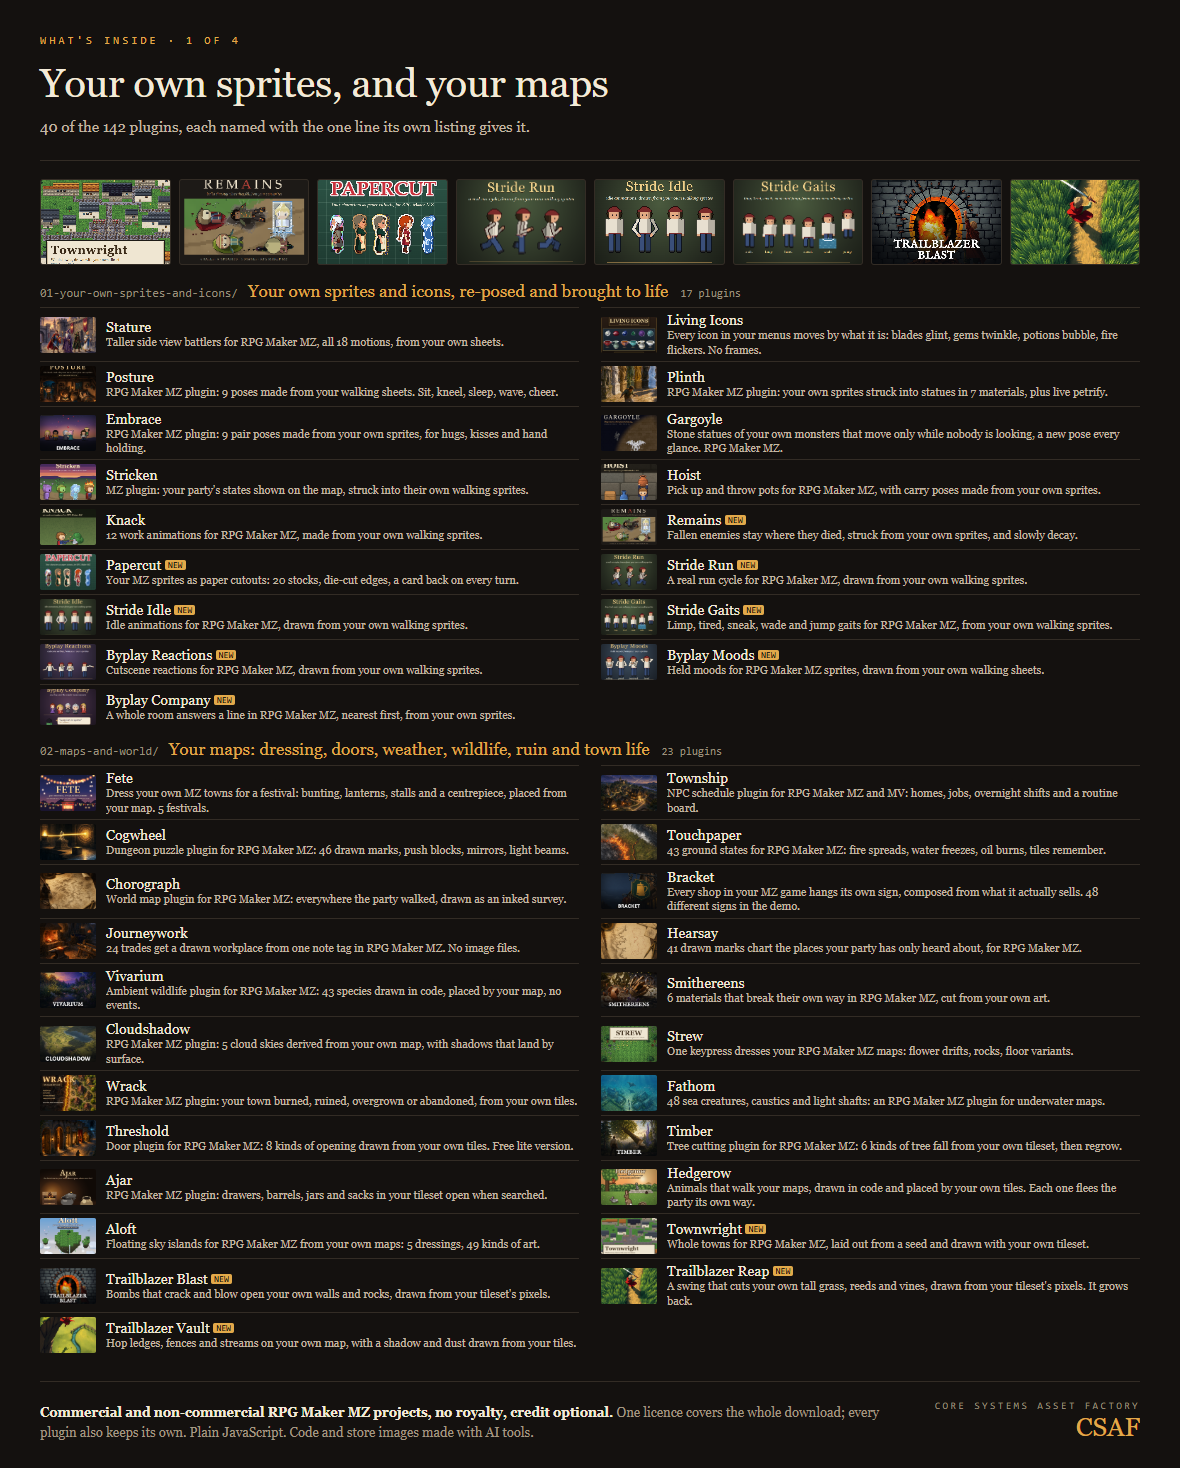 WHAT'S INSIDE · 1 OF 4
Your own sprites, and your maps
40 of the 142 plugins, each named with the one line its own listing gives it.
Townwright
REMAINS
PAPERCUT
Stride Run
Stride Idle
Stride Gaits
TRAILBLAZER
BLAST
01-your-own-sprites-and-icons/ Your own sprites and icons, re-posed and brought to life 17 plugins
Stature
Taller side view battlers for RPG Maker MZ, all 18 motions, from your own sheets.
LIVING ICONS
Living Icons
Every icon in your menus moves by what it is: blades glint, gems twinkle, potions bubble, fire
flickers. No frames.
POSTURE
Posture
RPG Maker MZ plugin: 9 poses made from your walking sheets. Sit, kneel, sleep, wave, cheer.
Plinth
RPG Maker MZ plugin: your own sprites struck into statues in 7 materials, plus live petrify.
EMBRACE
Embrace
RPG Maker MZ plugin: 9 pair poses made from your own sprites, for hugs, kisses and hand
holding.
GARGOYLE
Gargoyle
Stone statues of your own monsters that move only while nobody is looking, a new pose every
glance. RPG Maker MZ.
Stricken
Stricken
MZ plugin: your party's states shown on the map, struck into their own walking sprites.
HOIST
Hoist
Pick up and throw pots for RPG Maker MZ, with carry poses made from your own sprites.
KNACK
Knack
12 work animations for RPG Maker MZ, made from your own walking sprites.
REMAINS
Remains NEW
Fallen enemies stay where they died, struck from your own sprites, and slowly decay.
PAPERCUT
Papercut NEW
Your MZ sprites as paper cutouts: 20 stocks, die-cut edges, a card back on every turn.
Stride Run
Stride Run NEW
A real run cycle for RPG Maker MZ, drawn from your own walking sprites.
Stride Idle
Stride Idle NEW
Idle animations for RPG Maker MZ, drawn from your own walking sprites.
Stride Gaits
Stride Gaits NEW
Limp, tired, sneak, wade and jump gaits for RPG Maker MZ, from your own walking sprites.
Byplay Reactions
Byplay Reactions NEW
Cutscene reactions for RPG Maker MZ, drawn from your own walking sprites.
Byplay Moods
Byplay Moods NEW
Held moods for RPG Maker MZ sprites, drawn from your own walking sheets.
Byplay Company
Byplay Company NEW
A whole room answers a line in RPG Maker MZ, nearest first, from your own sprites.
02-maps-and-world/ Your maps: dressing, doors, weather, wildlife, ruin and town life 23 plugins
FETE
Fete
Dress your own MZ towns for a festival: bunting, lanterns, stalls and a centrepiece, placed from
your map. 5 festivals.
Township
NPC schedule plugin for RPG Maker MZ and MV: homes, jobs, overnight shifts and a routine
board.
Cogwheel
Dungeon puzzle plugin for RPG Maker MZ: 46 drawn marks, push blocks, mirrors, light beams.
Touchpaper
43 ground states for RPG Maker MZ: fire spreads, water freezes, oil burns, tiles remember.
Chorograph
World map plugin for RPG Maker MZ: everywhere the party walked, drawn as an inked survey.
BRACKET
Bracket
Every shop in your MZ game hangs its own sign, composed from what it actually sells. 48
different signs in the demo.
Journeywork
24 trades get a drawn workplace from one note tag in RPG Maker MZ. No image files.
Hearsay
41 drawn marks chart the places your party has only heard about, for RPG Maker MZ.
VIVARIUM
Vivarium
Ambient wildlife plugin for RPG Maker MZ: 43 species drawn in code, placed by your map, no
events.
SMITHEREENS
Smithereens
6 materials that break their own way in RPG Maker MZ, cut from your own art.
CLOUDSHADOW
Cloudshadow
RPG Maker MZ plugin: 5 cloud skies derived from your own map, with shadows that land by
surface.
STREW
Strew
One keypress dresses your RPG Maker MZ maps: flower drifts, rocks, floor variants.
WRACK
Wrack
RPG Maker MZ plugin: your town burned, ruined, overgrown or abandoned, from your own tiles.
Fathom
48 sea creatures, caustics and light shafts: an RPG Maker MZ plugin for underwater maps.
Threshold
Door plugin for RPG Maker MZ: 8 kinds of opening drawn from your own tiles. Free lite version.
TIMBER
Timber
Tree cutting plugin for RPG Maker MZ: 6 kinds of tree fall from your own tileset, then regrow.
AJAR
Ajar
RPG Maker MZ plugin: drawers, barrels, jars and sacks in your tileset open when searched.
Hedgerow
Animals that walk your maps, drawn in code and placed by your own tiles. Each one flees the
party its own way.
Aloft
Aloft
Floating sky islands for RPG Maker MZ from your own maps: 5 dressings, 49 kinds of art.
Townwright
Townwright NEW
Whole towns for RPG Maker MZ, laid out from a seed and drawn with your own tileset.
TRAILBLAZER
BLAST
Trailblazer Blast NEW
Bombs that crack and blow open your own walls and rocks, drawn from your tileset's pixels.
Trailblazer Reap NEW
A swing that cuts your own tall grass, reeds and vines, drawn from your tileset's pixels. It grows
back.
Trailblazer Vault NEW
Hop ledges, fences and streams on your own map, with a shadow and dust drawn from your tiles.
Commercial and non-commercial RPG Maker MZ projects, no royalty, credit optional. One licence covers the whole download; every
plugin also keeps its own. Plain JavaScript. Code and store images made with AI tools.
CORE SYSTEMS ASSET FACTORY
CSAF